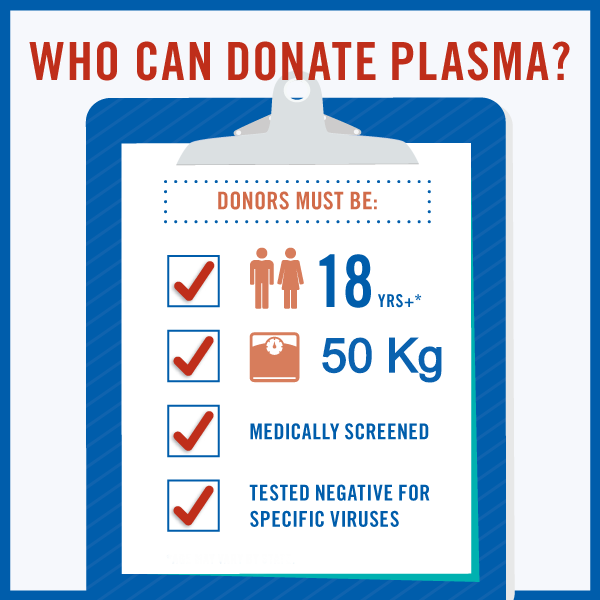 WHO CAN DONATE PLASMA?
DONORS MUST BE:
18 YRS+*
50 Kg
MEDICALLY SCREENED
TESTED NEGATIVE FOR
SPECIFIC VIRUSES